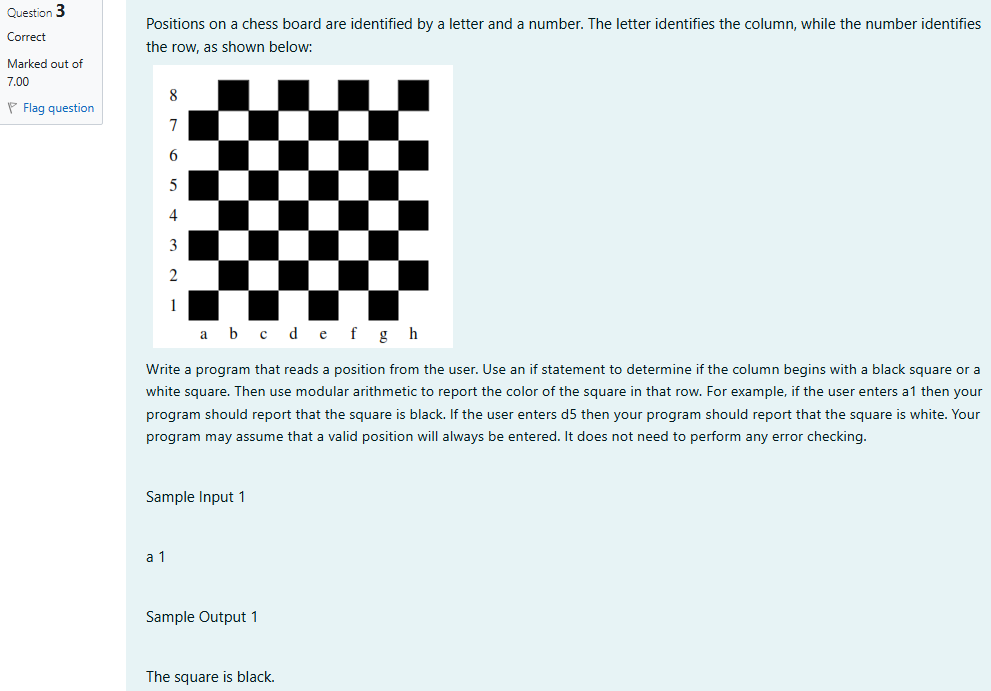 Question 3
Correct
Marked out of
7.00
Flag question
Positions on a chess board are identified by a letter and a number. The letter identifies the column, while the number identifies
the row, as shown below:
8
7
6
5
4
3
2
1
a b c d e f g h
Write a program that reads a position from the user. Use an if statement to determine if the column begins with a black square or a
white square. Then use modular arithmetic to report the color of the square in that row. For example, if the user enters a1 then your
program should report that the square is black. If the user enters d5 then your program should report that the square is white. Your
program may assume that a valid position will always be entered. It does not need to perform any error checking.
Sample Input 1
a 1
Sample Output 1
The square is black.